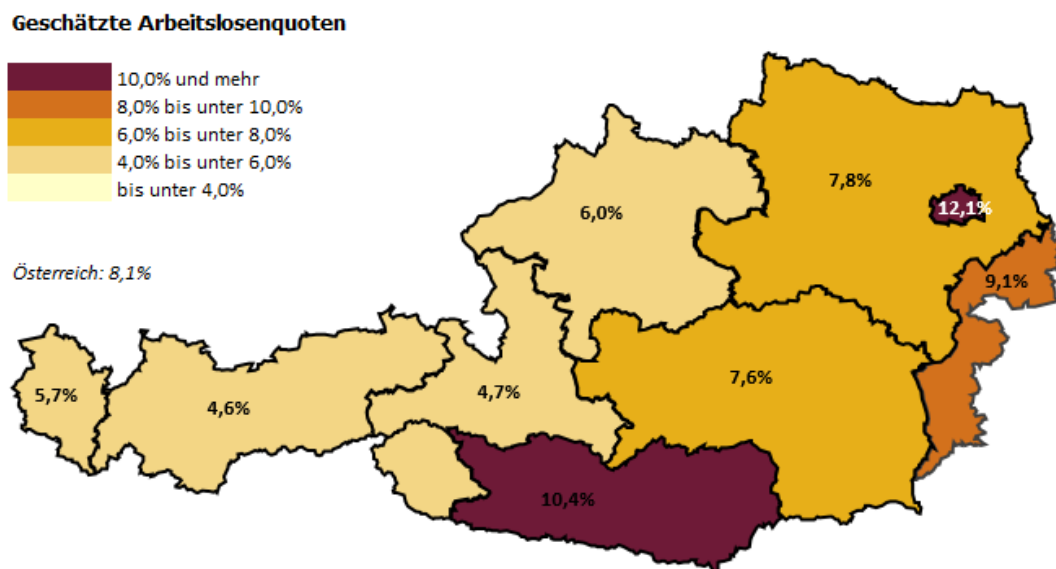 Geschätzte Arbeitslosenquoten
10,0% und mehr
8,0% bis unter 10,0%
6,0% bis unter 8,0%
4,0% bis unter 6,0%
bis unter 4,0%
Österreich: 8,1%
7,8%
12,1%
6,0%
9,1%
5,7%
4,6%
4,7%
7,6%
10,4%